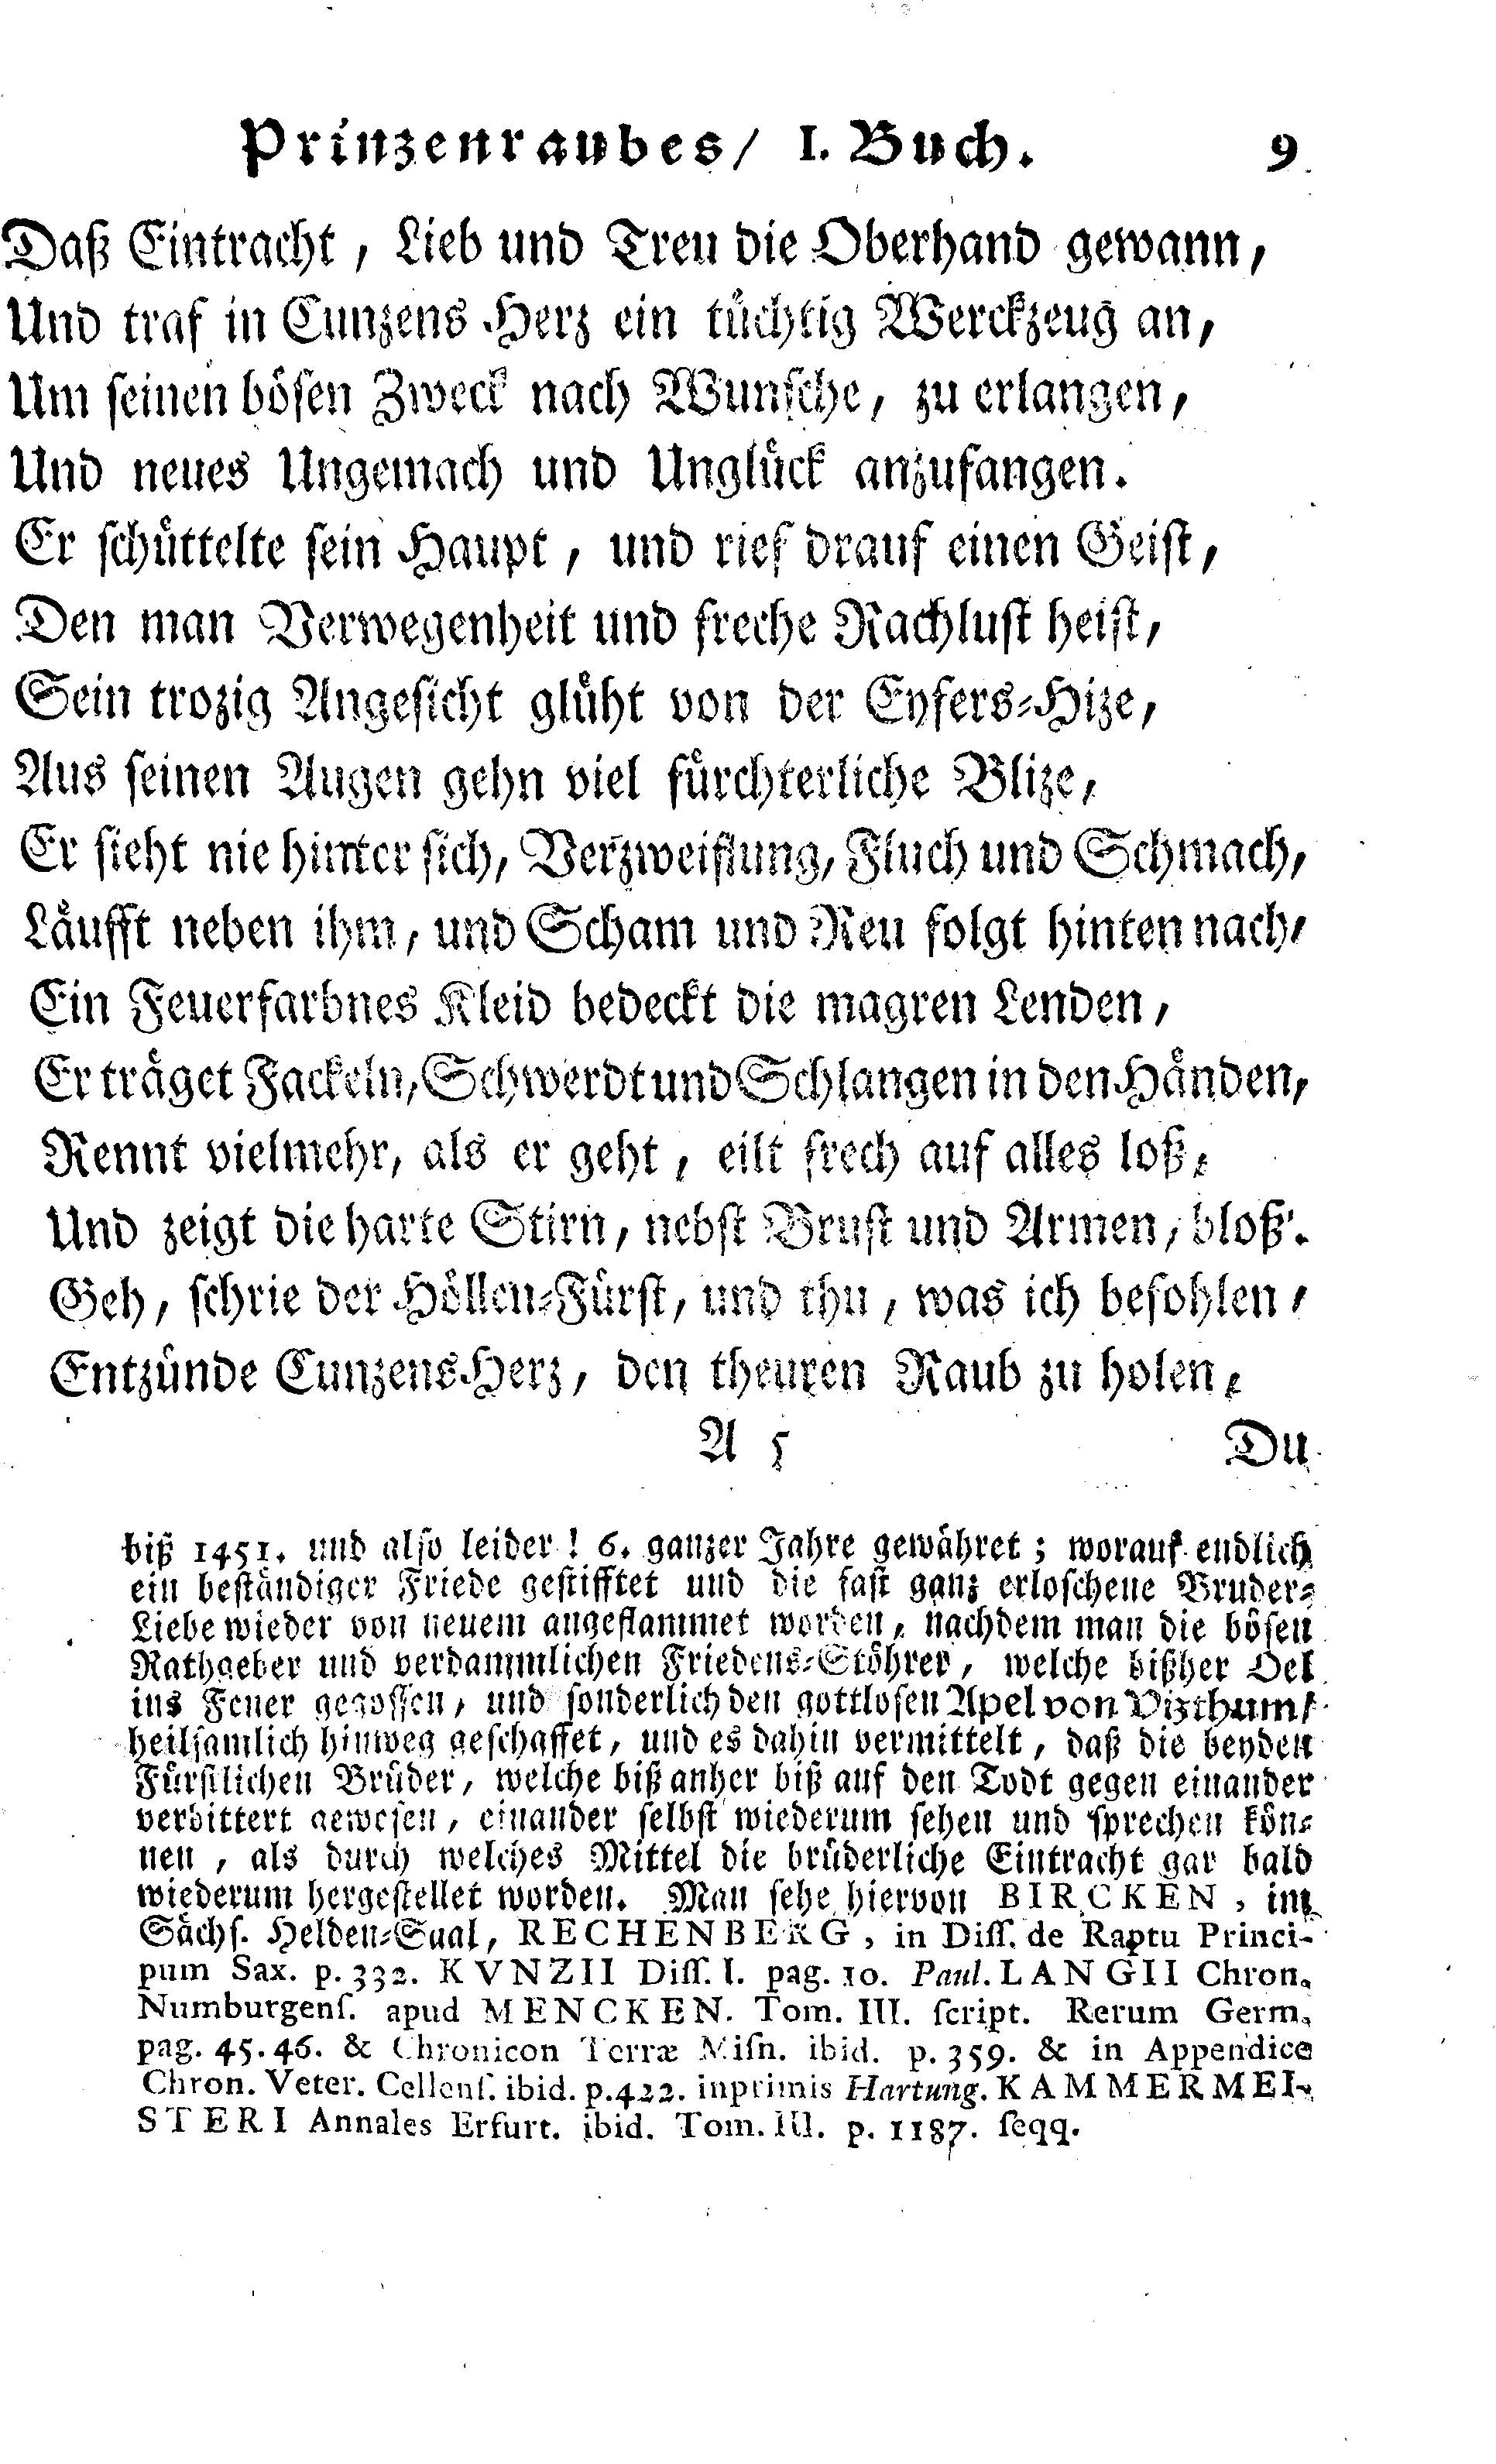 Prinzenraubes/ I. Buch. 9
Daß Eintracht, Lieb und Treu die Oberhand gewann,
Und traf in Cunzens Herz ein tüchtig Werckzeug an,
Um seinen bösen Zweck nach Wunsche, zu erlangen,
Und neues Ungemach und Unglück anzufangen.
Er schüttelte sein Haupt, und rief drauf einen Geist,
Den man Verwegenheit und freche Rachlust heist,
Sein trozig Angesicht glüht von der Eyfers-Hize,
Aus seinen Augen gehn viel fürchterliche Blize,
Er sieht nie hinter sich, Verzweiflung, Fluch und Schmach,
Läufft neben ihm, und Scham und Reu folgt hinten nach,
Ein Feuerfarbnes Kleid bedeckt die magren Lenden,
Er träget Fackeln, Schwerdt und Schlangen in den Händen,
Rennt vielmehr, als er geht, eilt frech auf alles loß,
Und zeigt die harte Stirn, nebst Brust und Armen, bloß.
Geh, schrie der Höllen-Fürst, und thu, was ich befohlen,
Entzünde Cunzens Herz, den theuren Raub zu holen,
A 5 Du
biß 1451. und also leider! 6. ganzer Jahre gewähret; worauf endlich
ein beständiger Friede gestifftet und die fast ganz erloschene Bruder-
Liebe wieder von neuem angeflammet worden, nachdem man die bösen
Rathgeber und verdammlichen Friedens-Stöhrer, welche bißher Oel
ins Feuer gegossen, und sonderlich den gottlosen Apel von Vizthum/
heilsamlich hinweg geschaffet, und es dahin vermittelt, daß die beyden
Fürstlichen Brüder, welche biß anher biß auf den Todt gegen einander
verbittert gewesen, einander selbst wiederum sehen und sprechen kön-
nen, als durch welches Mittel die brüderliche Eintracht gar bald
wiederum hergestellet worden. Man sehe hiervon BIRCKEN, im
Sächs. Helden-Saal, RECHENBERG, in Diſſ. de Raptu Princi-
pum Sax. p. 332. KVNZII Diſſ. I. pag. 10. Paul. LANGII Chron.
Numburgenſ. apud MENCKEN. Tom. III. ſcript. Rerum Germ.
pag. 45. 46. & Chronicon Terræ Miſn. ibid. p. 359. & in Appendice
Chron. Veter. Cellenſ. ibid. p. 422. inprimis Hartung. KAMMERMEI-
STERI Annales Erfurt. ibid. Tom. III. p. 1187. ſeqq.